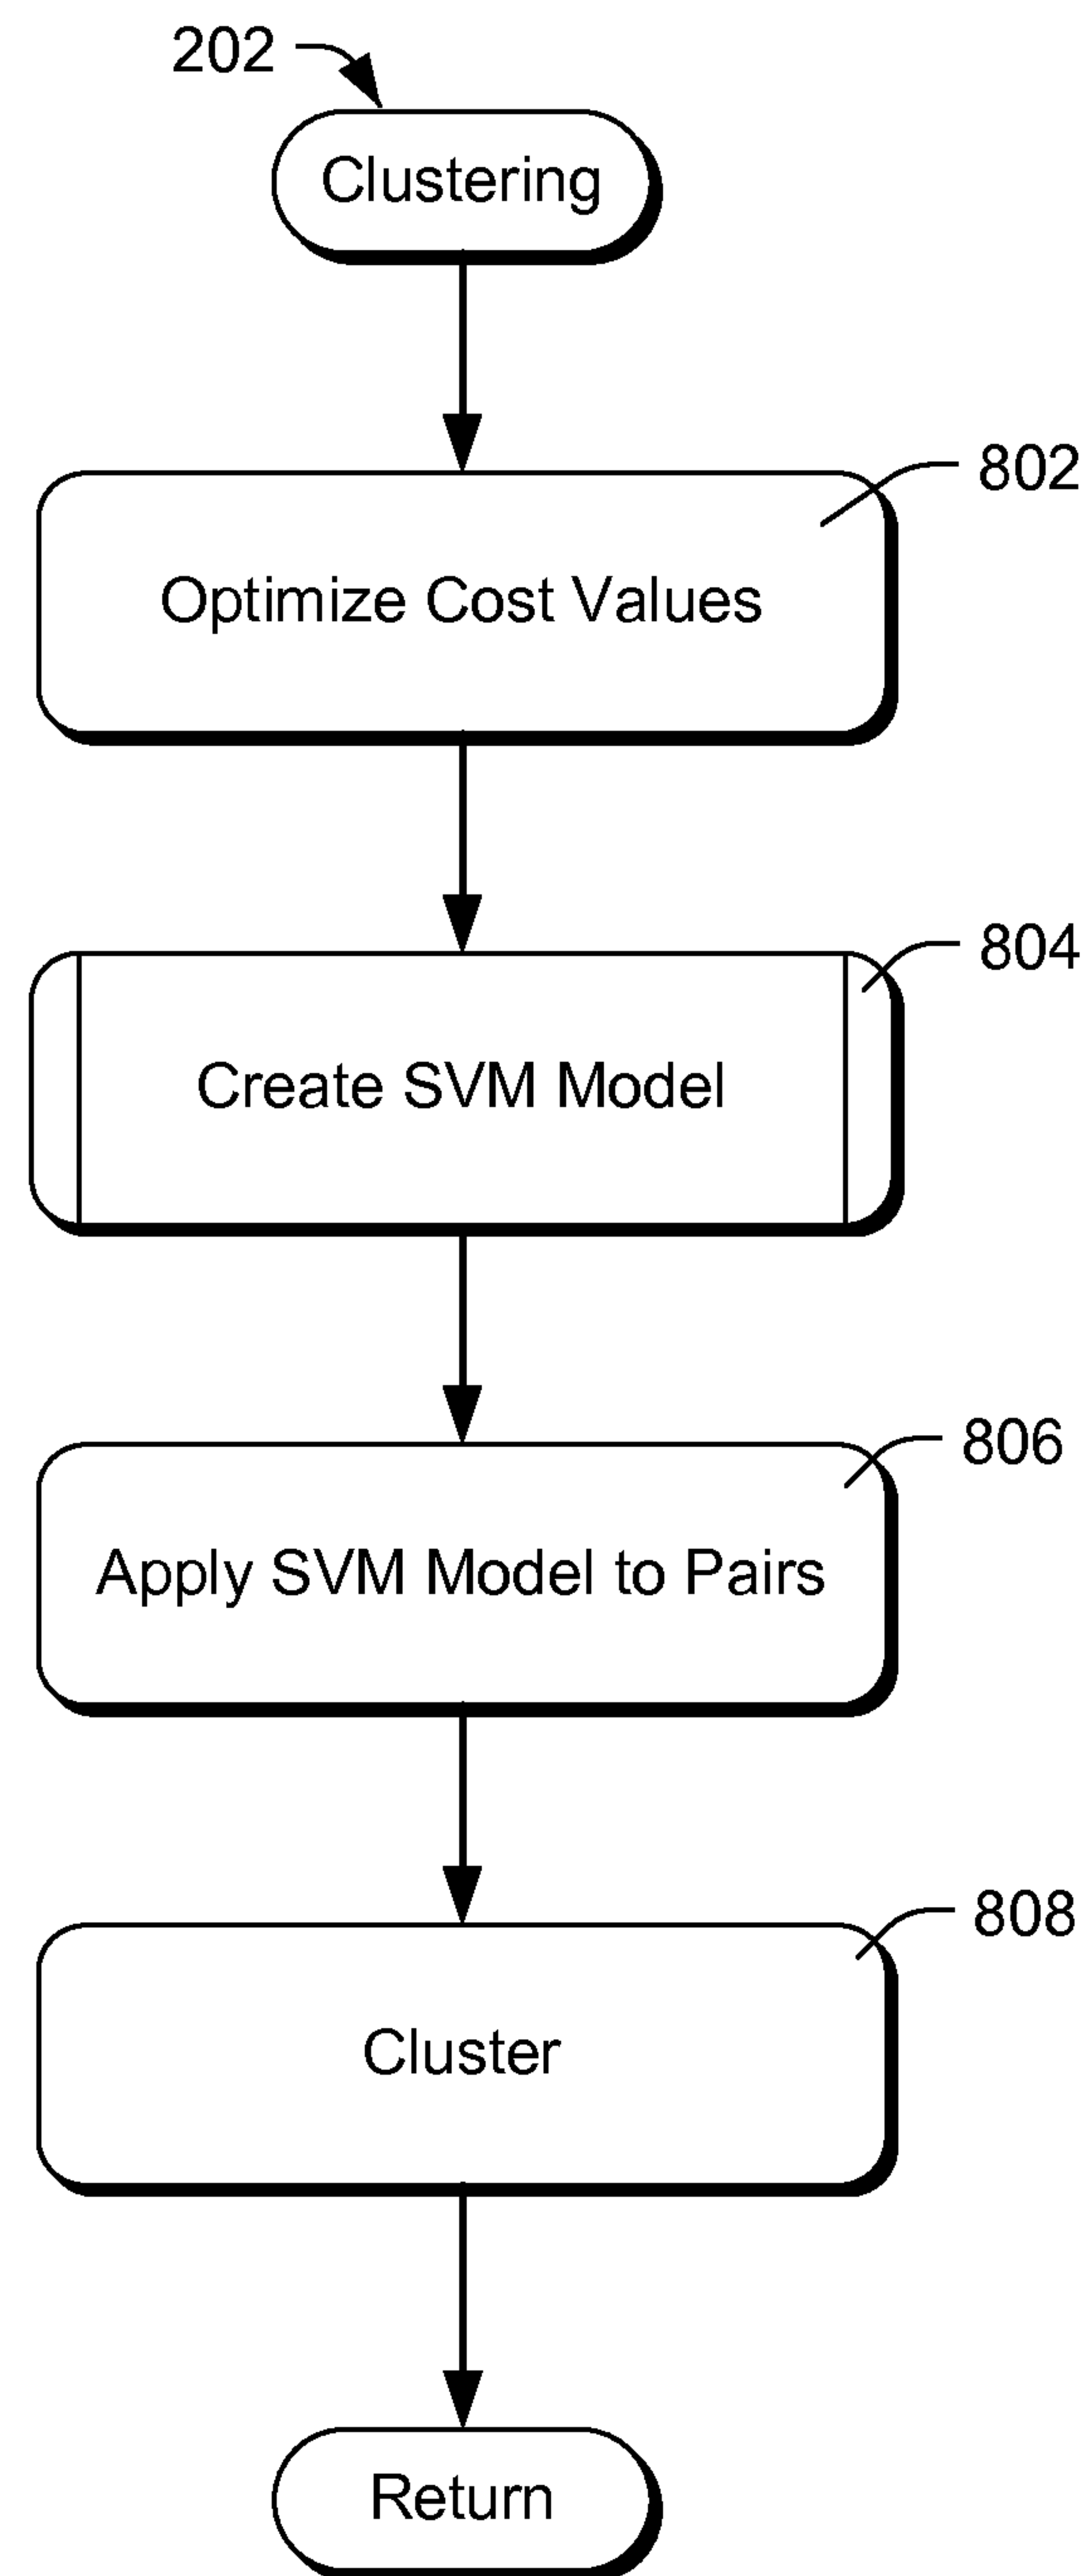 202
Clustering
802
Optimize Cost Values
804
Create SVM Model
806
Apply SVM Model to Pairs
808
Cluster
Return